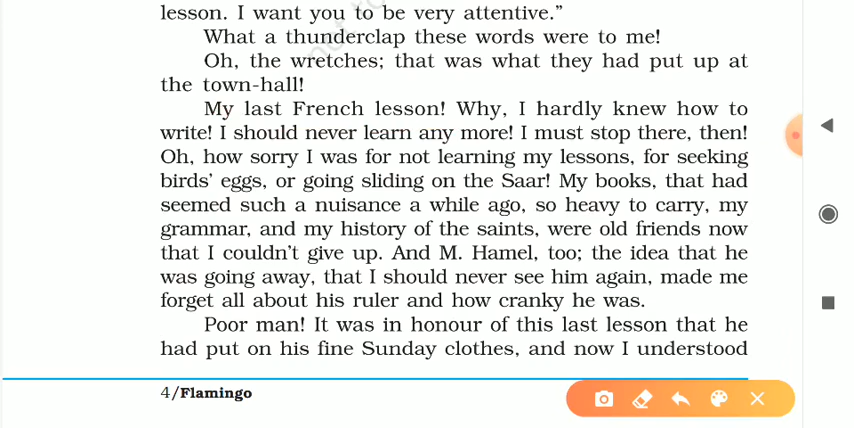 lesson. I want you to be very attentive.”
What a thunderclap these words were to me!
Oh, the wretches; that was what they had put up at
the town-hall!
My last French lesson! Why, I hardly knew how to
write! I should never learn any more! I must stop there, then!
Oh, how sorry I was for not learning my lessons, for seeking
birds’ eggs, or going sliding on the Saar! My books, that had
seemed such a nuisance a while ago, so heavy to carry, my
grammar, and my history of the saints, were old friends now
that I couldn’t give up. And M. Hamel, too; the idea that he
was going away, that I should never see him again, made me
forget all about his ruler and how cranky he was.
Poor man! It was in honour of this last lesson that he
had put on his fine Sunday clothes, and now I understood
4/Flamingo